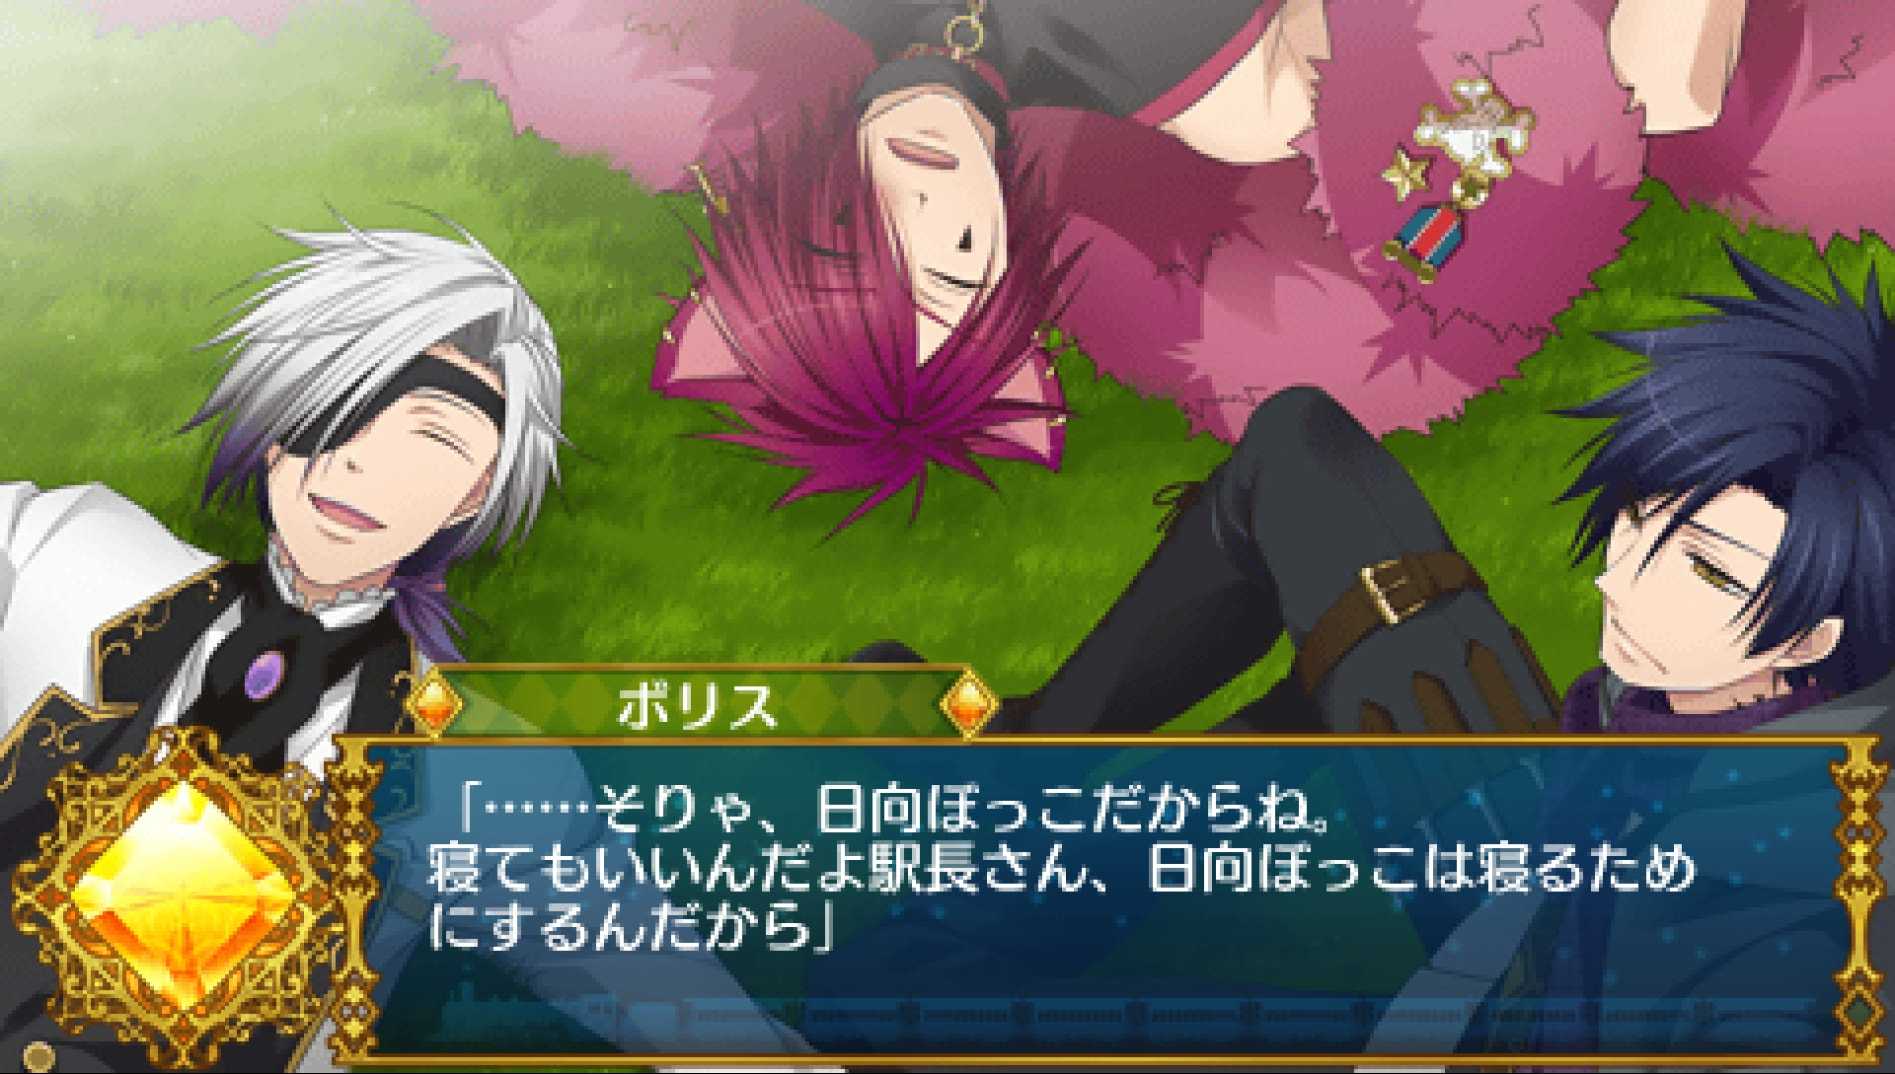 ボリス
「……そりゃ、日向ぼっこだからね。
寝てもいいんだよ駅長さん、日向ぼっこは寝るため
にするんだから」